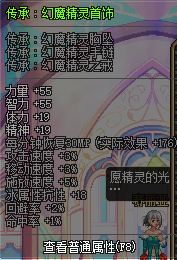 传承：幻魔精灵首饰
传承：幻魔精灵胸坠
传承：幻魔精灵手链
传承：幻魔精灵之戒
力量 +55
智力 +55
体力 +19
精神 +19
每分钟恢复30MP (实际效果 +176)
攻击速度 +3%
移动速度 +3%
施放速度 +5%
冰属性抗性 +18
回避率 +2%
命中率 +1%
愿精灵的光
...
查看普通属性(F8)